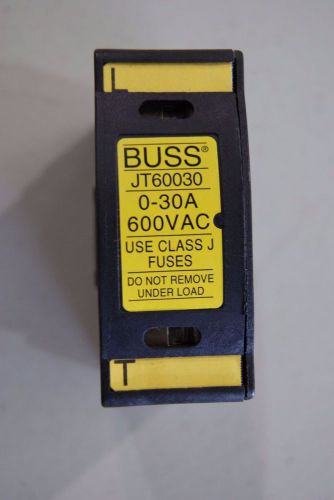 L
BUSS®
JT60030
0-30A
600VAC
USE CLASS J
FUSES
DO NOT REMOVE
UNDER LOAD
T